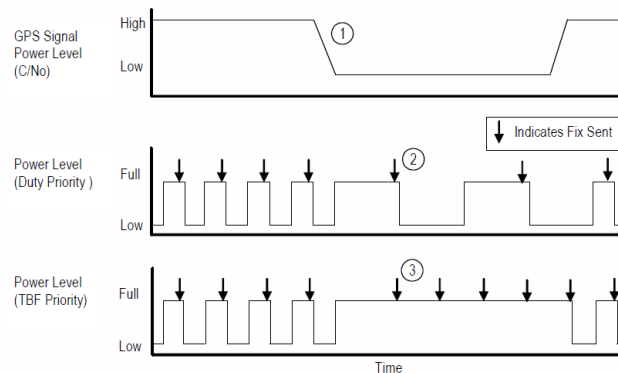 GPS Signal
Power Level
(C/No)
High
Low
1
Indicates Fix Sent
Power Level
(Duty Priority )
Full
Low
2
Power Level
(TBF Priority)
Full
Low
3
Time